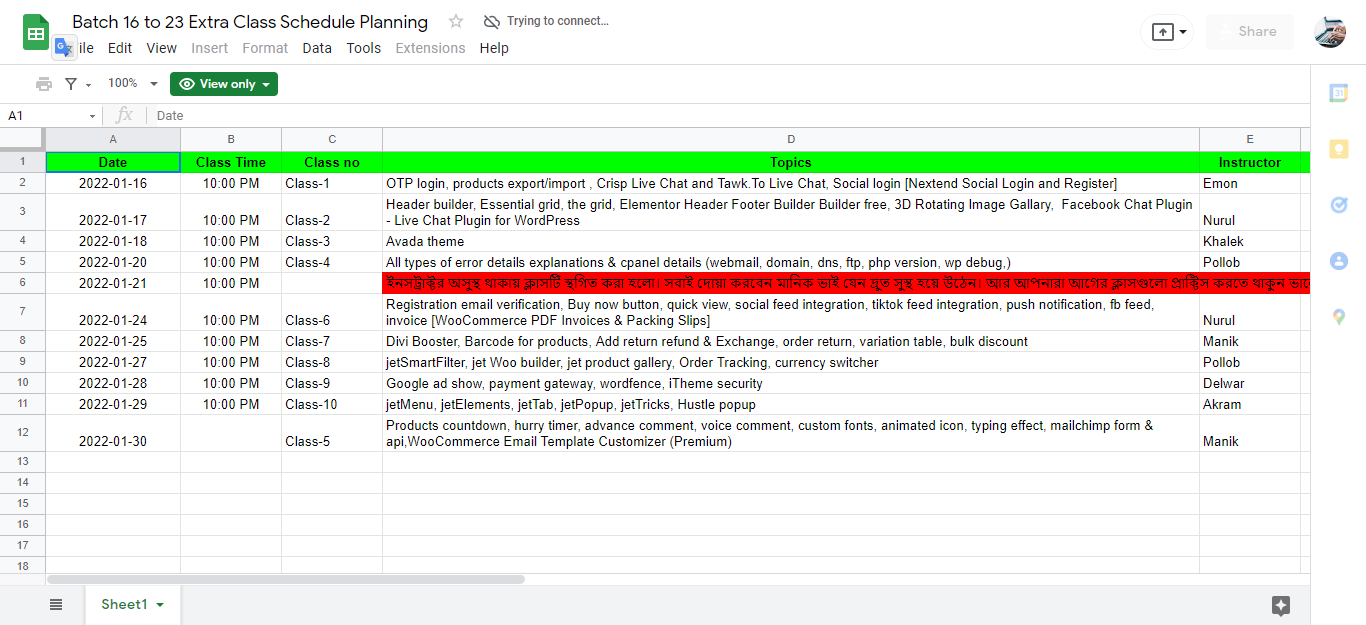 Batch 16 to 23 Extra Class Schedule Planning Trying to connect...
ile Edit View Insert Format Data Tools Extensions Help
Share
100% View only
A1 fx Date
A B C D E
1 Date Class Time Class no Topics Instructor
2 2022-01-16 10:00 PM Class-1 OTP login, products export/import , Crisp Live Chat and Tawk.To Live Chat, Social login [Nextend Social Login and Register] Emon
Header builder, Essential grid, the grid, Elementor Header Footer Builder Builder free, 3D Rotating Image Gallary, Facebook Chat Plugin
3 2022-01-17 10:00 PM Class-2 - Live Chat Plugin for WordPress Nurul
4 2022-01-18 10:00 PM Class-3 Avada theme Khalek
5 2022-01-20 10:00 PM Class-4 All types of error details explanations & cpanel details (webmail, domain, dns, ftp, php version, wp debug,) Pollob
6 2022-01-21 10:00 PM ইনসট্রাক্টর অসুস্থ থাকায় ক্লাসটি স্থগিত করা হলো। সবাই দোয়া করবেন মানিক ভাই যেন দ্রুত সুস্থ হয়ে উঠেন। আর আপনারা আগের ক্লাসগুলো প্রাক্টিস করতে থাকুন
Registration email verification, Buy now button, quick view, social feed integration, tiktok feed integration, push notification, fb feed,
7 2022-01-24 10:00 PM Class-6 invoice [WooCommerce PDF Invoices & Packing Slips] Nurul
8 2022-01-25 10:00 PM Class-7 Divi Booster, Barcode for products, Add return refund & Exchange, order return, variation table, bulk discount Manik
9 2022-01-27 10:00 PM Class-8 jetSmartFilter, jet Woo builder, jet product gallery, Order Tracking, currency switcher Pollob
10 2022-01-28 10:00 PM Class-9 Google ad show, payment gateway, wordfence, iTheme security Delwar
11 2022-01-29 10:00 PM Class-10 jetMenu, jetElements, jetTab, jetPopup, jetTricks, Hustle popup Akram
Products countdown, hurry timer, advance comment, voice comment, custom fonts, animated icon, typing effect, mailchimp form &
12 2022-01-30 Class-5 api,WooCommerce Email Template Customizer (Premium) Manik
13
14
15
16
17
18
Sheet1
31